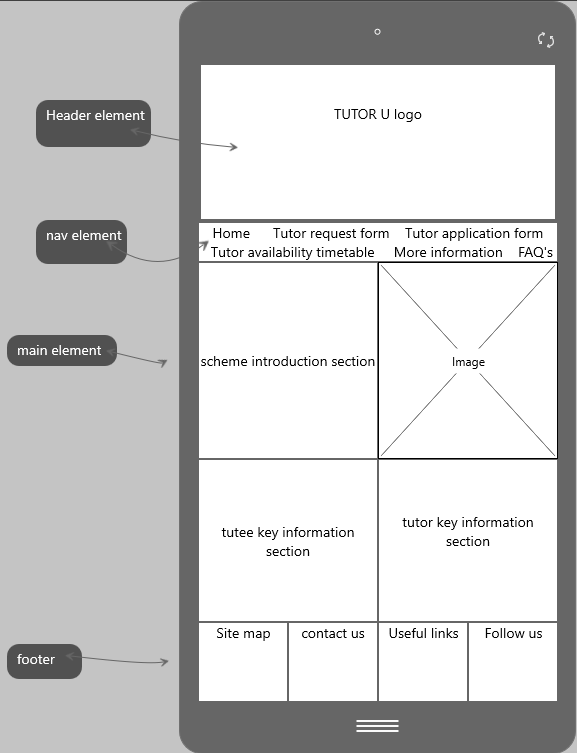 TUTOR U logo
Header element
nav element
Home Tutor request form Tutor application form
Tutor availability timetable More information FAQ's
main element
scheme introduction section
Image
tutee key information
section
tutor key information
section
footer
Site map
contact us
Useful links
Follow us